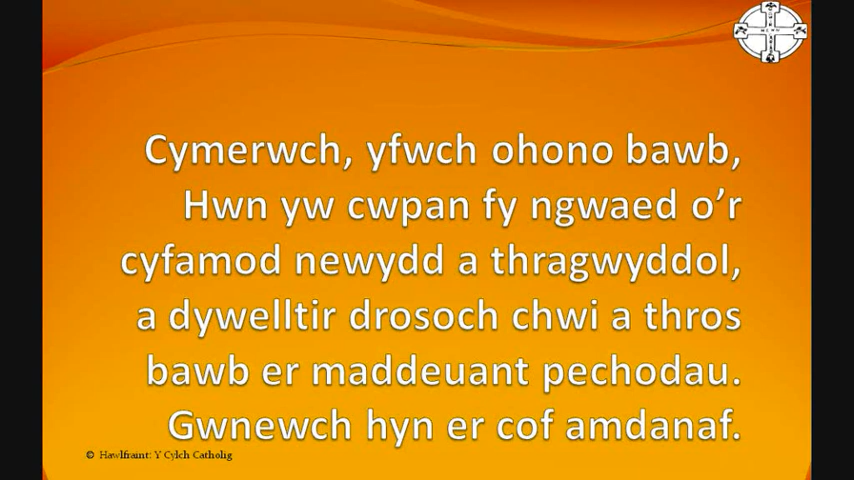 Cymerwch, yfwch ohono bawb,
Hwn yw cwpan fy ngwaed o’r
cyfamod newydd a thragwyddol,
a dywelltir drosoch chwi a thros
bawb er maddeuant pechodau.
Gwnewch hyn er cof amdanaf.
© Hawlfraint: Y Cylch Catholig